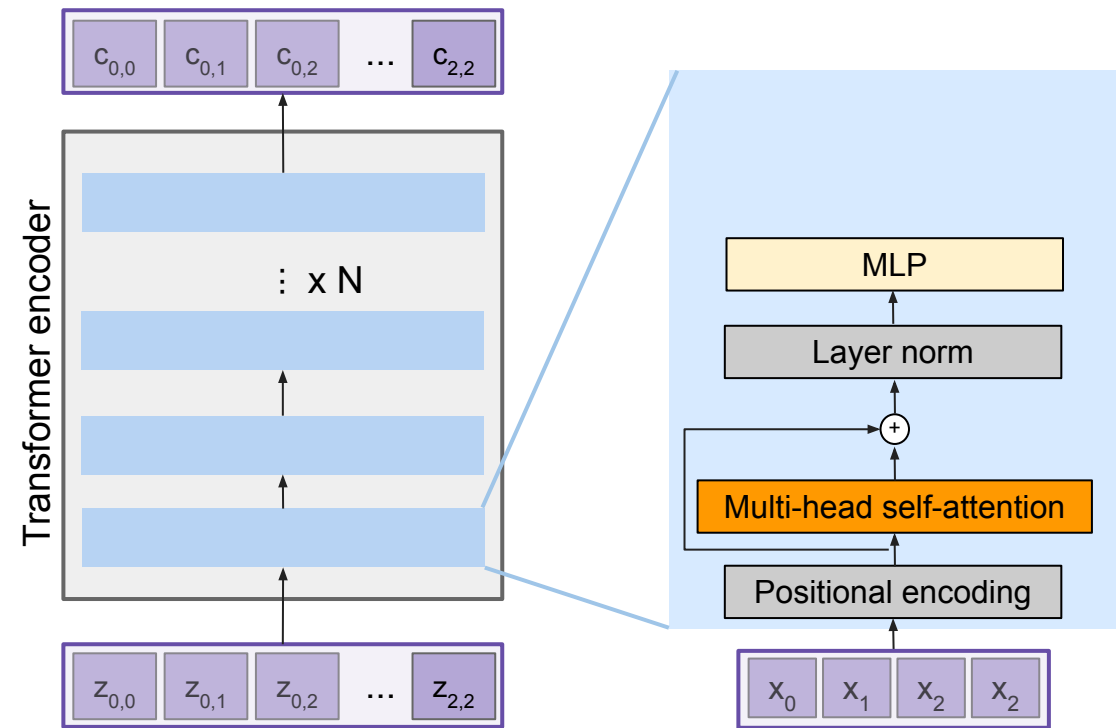 c0,0 c0,1 c0,2 ... c2,2
Transformer encoder
⋮ x N
z0,0 z0,1 z0,2 ... z2,2
MLP
Layer norm
+
Multi-head self-attention
Positional encoding
x0 x1 x2 x2